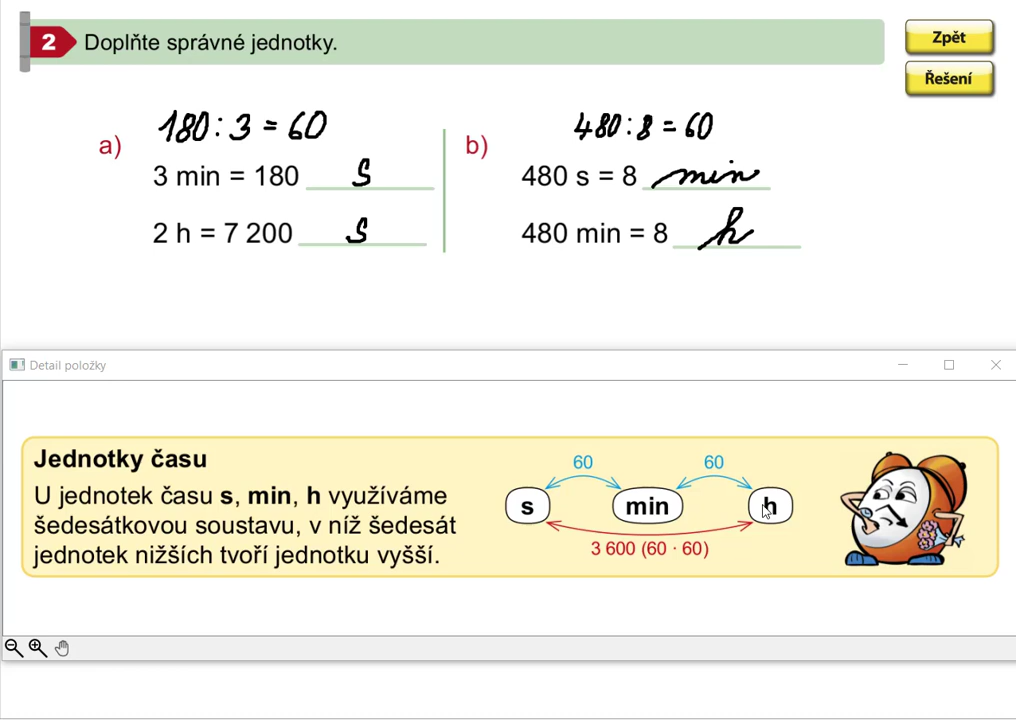 2 Doplňte správné jednotky.
Zpět
Řešení
a) 180 : 3 = 60
3 min = 180 s
2 h = 7 200 s
b) 480 : 8 = 60
480 s = 8 min
480 min = 8 h
Detail položky
Jednotky času
U jednotek času s, min, h využíváme
šedesátkovou soustavu, v níž šedesát
jednotek nižších tvoří jednotku vyšší.
60 60
s min h
3 600 (60 · 60)